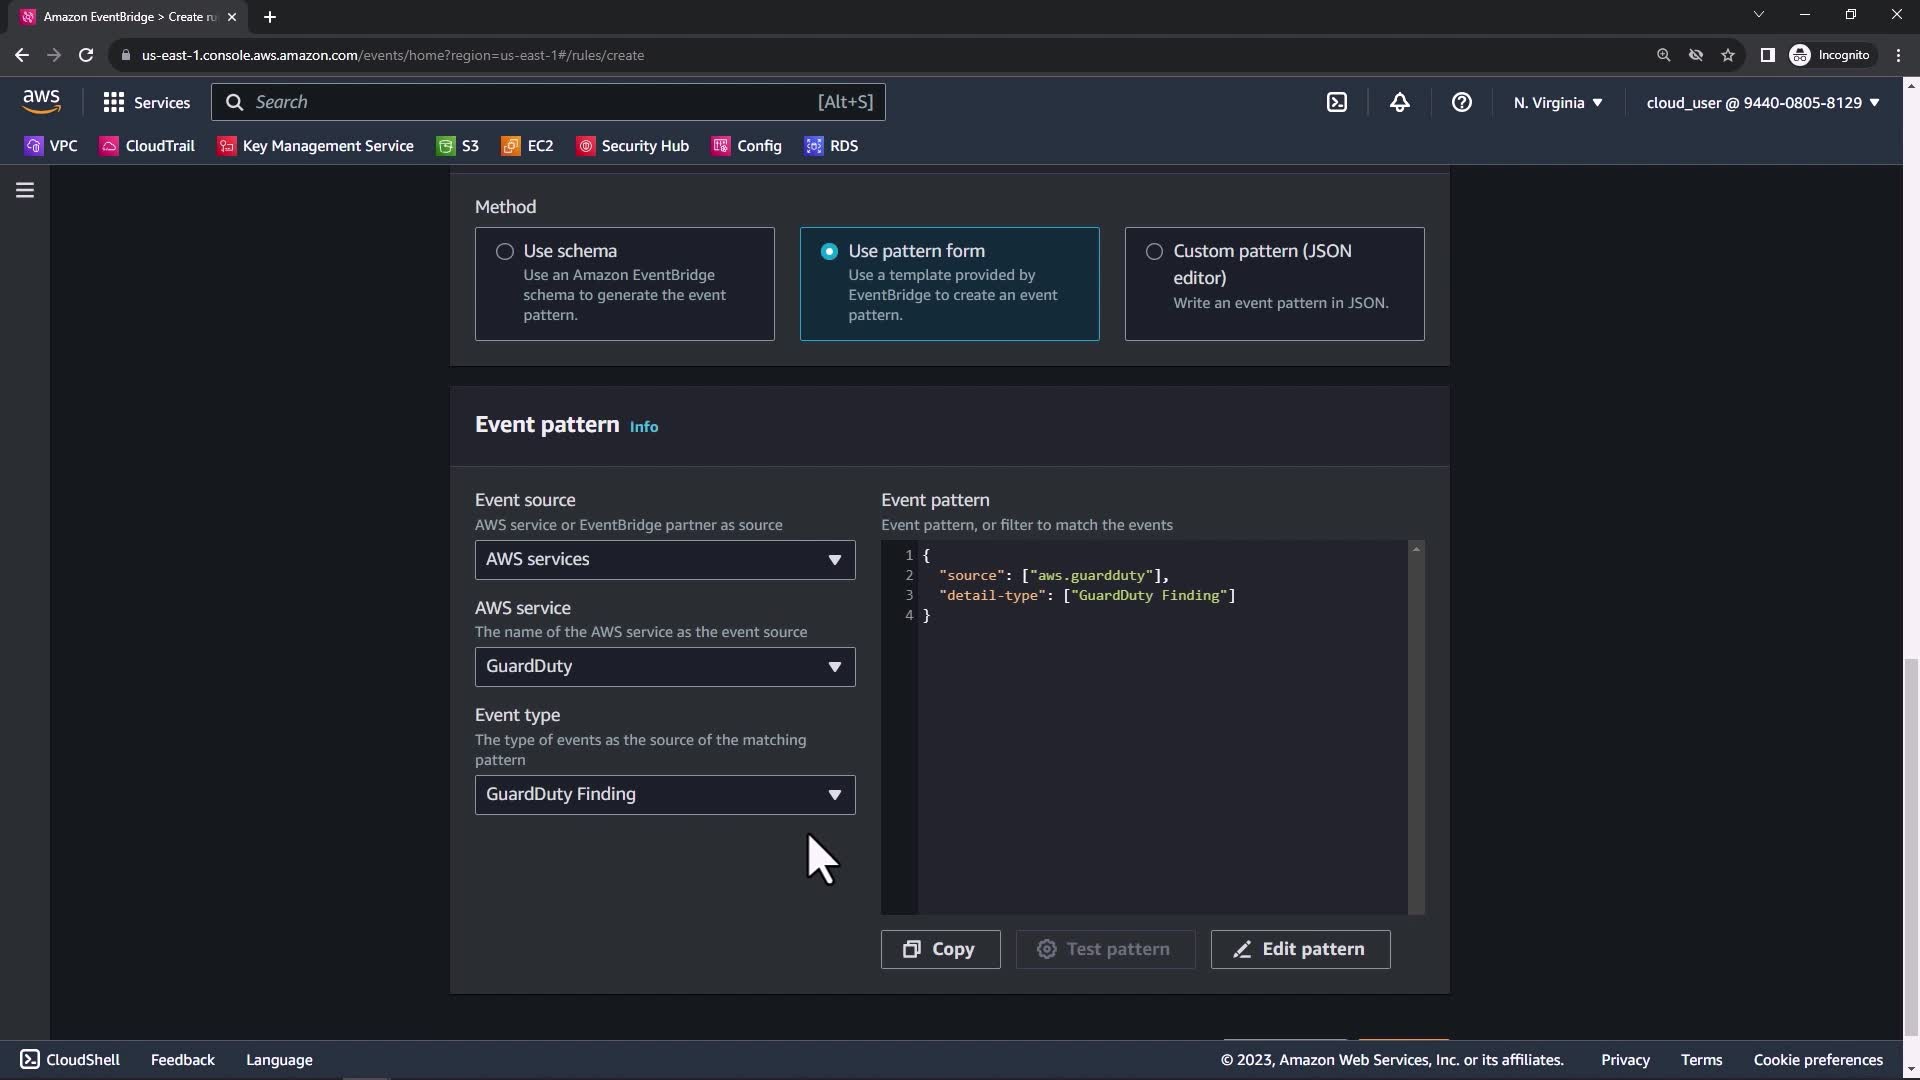 Amazon EventBridge > Create ru
us-east-1.console.aws.amazon.com/events/home?region=us-east-1#/rules/create
Incognito
aws
Services
Search
[Alt+S]
N. Virginia
cloud_user @ 9440-0805-8129
VPC
CloudTrail
Key Management Service
S3
EC2
Security Hub
Config
RDS
Method
Use schema
Use an Amazon EventBridge
schema to generate the event
pattern.
Use pattern form
Use a template provided by
EventBridge to create an event
pattern.
Custom pattern (JSON
editor)
Write an event pattern in JSON.
Event pattern Info
Event source
AWS service or EventBridge partner as source
AWS services
AWS service
The name of the AWS service as the event source
GuardDuty
Event type
The type of events as the source of the matching
pattern
GuardDuty Finding
Event pattern
Event pattern, or filter to match the events
1 {
2 "source": ["aws.guardduty"],
3 "detail-type": ["GuardDuty Finding"]
4 }
Copy
Test pattern
Edit pattern
CloudShell
Feedback
Language
© 2023, Amazon Web Services, Inc. or its affiliates.
Privacy
Terms
Cookie preferences